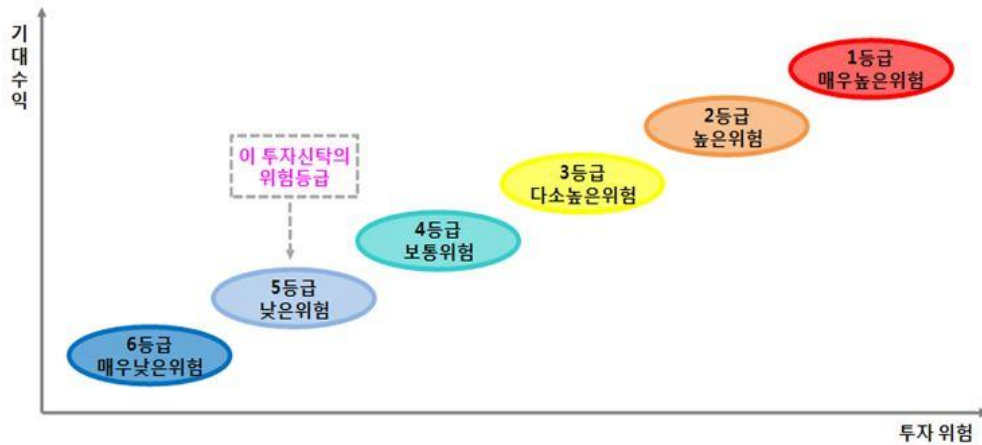 기대수익
1등급
매우높은위험
2등급
높은위험
이 투자신탁의
위험등급
3등급
다소높은위험
4등급
보통위험
5등급
낮은위험
6등급
매우낮은위험
투자 위험